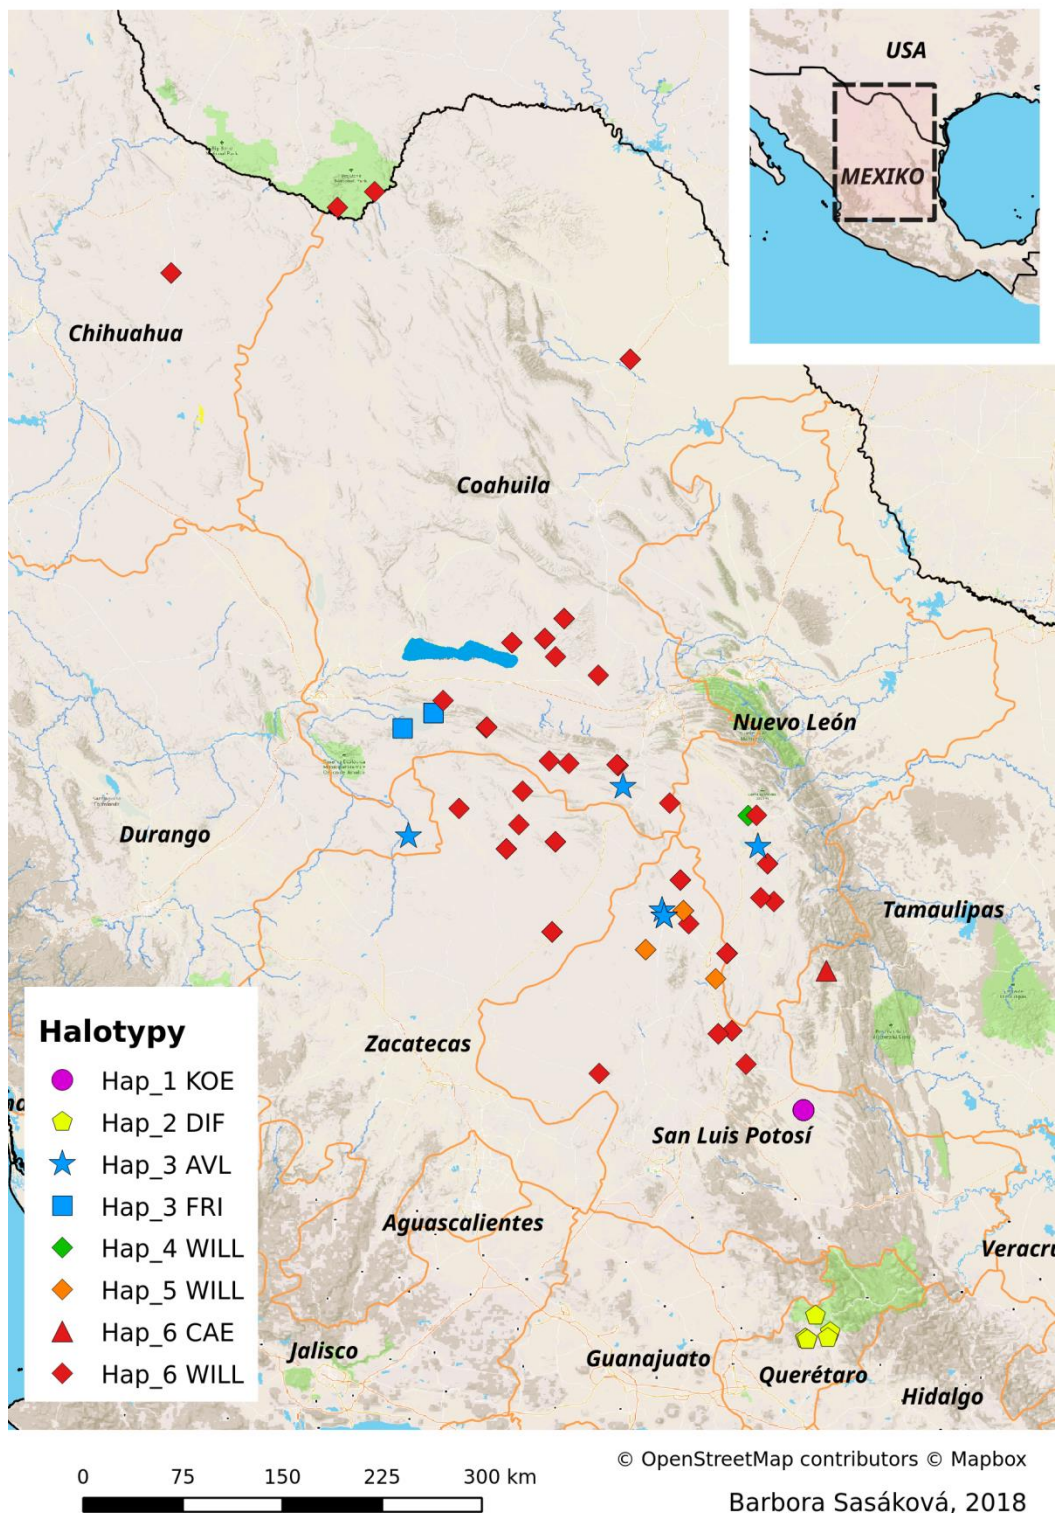 USA
MEXIKO
Chihuahua
Coahuila
Nuevo León
Durango
Tamaulipas
Zacatecas
San Luis Potosí
Aguascalientes
Veracru
Jalisco
Guanajuato
Querétaro
Hidalgo
Halotypy
Hap_1 KOE
Hap_2 DIF
Hap_3 AVL
Hap_3 FRI
Hap_4 WILL
Hap_5 WILL
Hap_6 CAE
Hap_6 WILL
© OpenStreetMap contributors © Mapbox
0 75 150 225 300 km
Barbora Sasáková, 2018